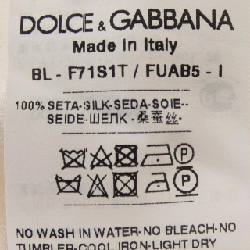 DOLCE & GABBANA
Made in Italy
BL - F71S1T / FUAB5 - I
100% SETA-SILK-SEDA-SOIE--
SEIDE-ШЕЛК-桑蚕丝-
NO WASH IN WATER-NO BLEACH-NO
TUMBLER-COOL IRON-LIGHT DRY